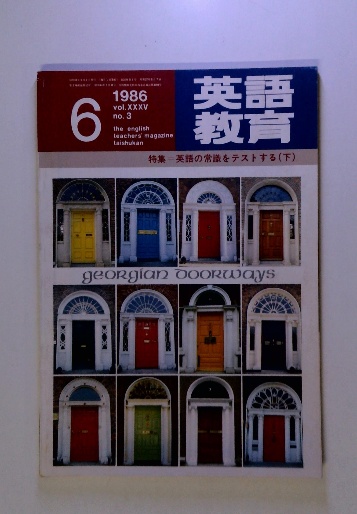 6
1986
vol. XXXV
no. 3
the english
teachers' magazine
taishukan
英語
教育
特集―英語の常識をテストする(下)
georgian doorways